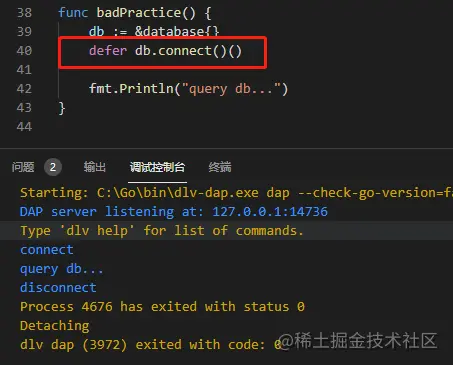 38 func badPractice() {
39 db := &database{}
40 defer db.connect()()
41
42 fmt.Println("query db...")
43 }
44
问题 2 输出 调试控制台 终端
Starting: C:\Go\bin\dlv-dap.exe dap --check-go-version=fa
DAP server listening at: 127.0.0.1:14736
Type 'dlv help' for list of commands.
connect
query db...
disconnect
Process 4676 has exited with status 0
Detaching
dlv dap (3972) exited with code: 0
@稀土掘金技术社区